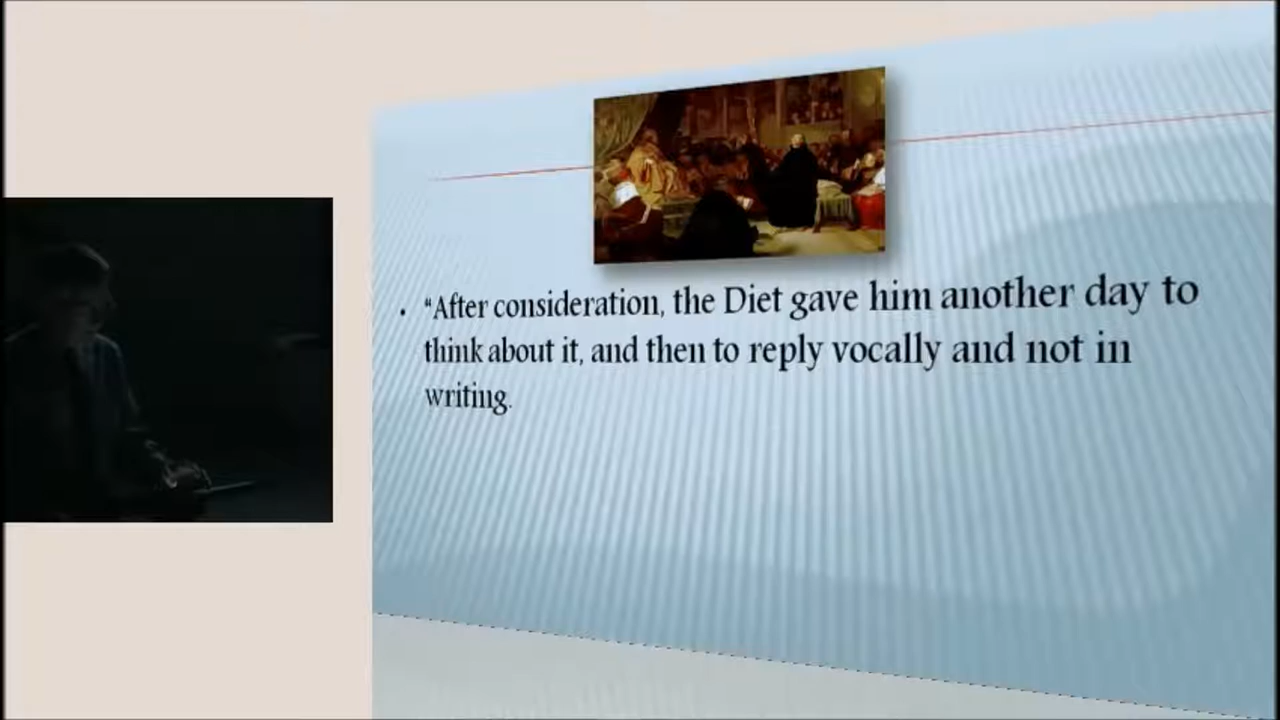 • “After consideration, the Diet gave him another day to
think about it, and then to reply vocally and not in
writing.